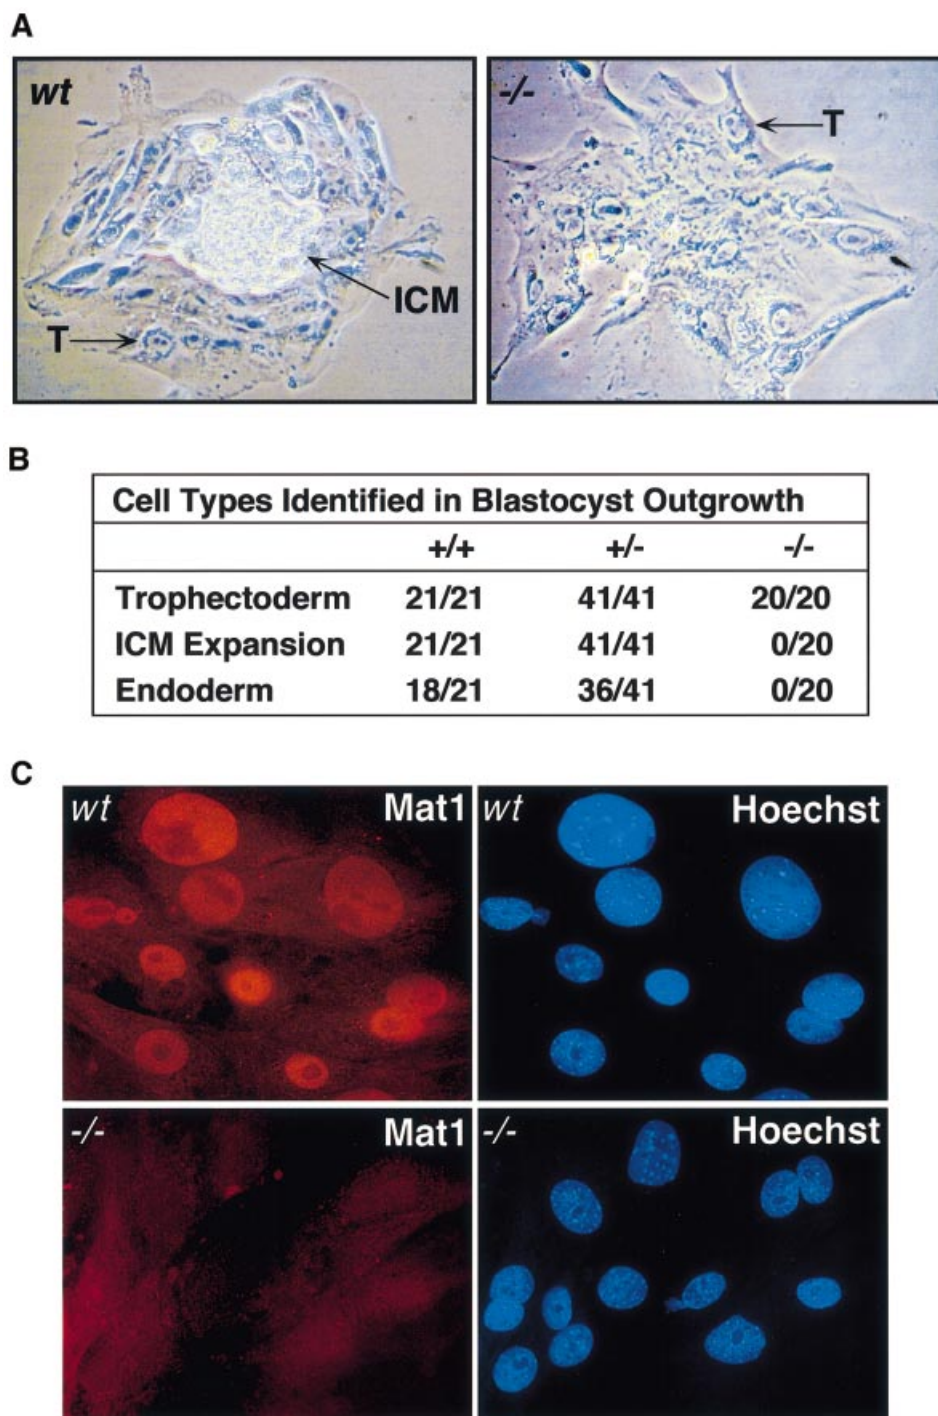 A
wt
-/-
T
ICM
T
B
Cell Types Identified in Blastocyst Outgrowth
+/+ +/- -/-
Trophectoderm 21/21 41/41 20/20
ICM Expansion 21/21 41/41 0/20
Endoderm 18/21 36/41 0/20
C
wt Mat1 wt Hoechst
-/- Mat1 -/- Hoechst